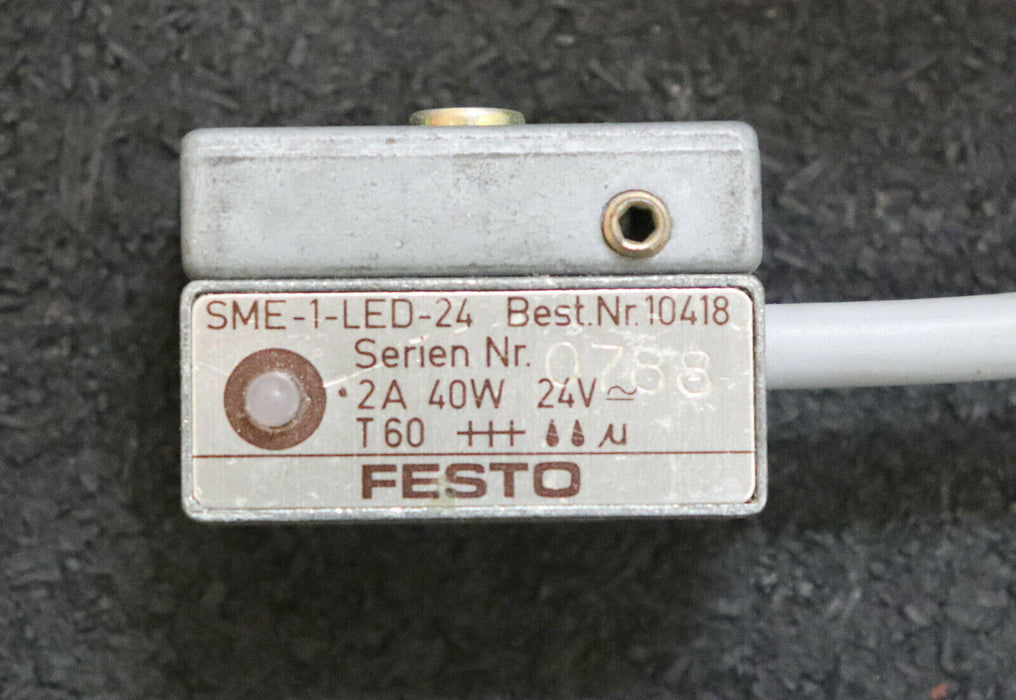 SME-1-LED-24 Best.Nr.10418
Serien Nr. 0788
2A 40W 24V≃
T60 µ
FESTO